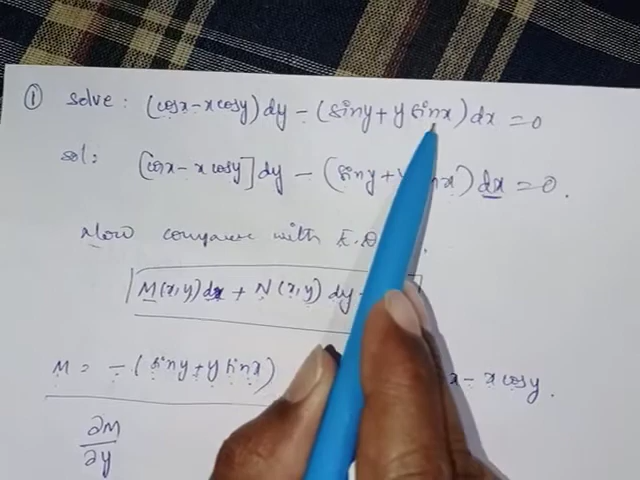 ① Solve : (cosx - x cosy) dy - (siny + y sinx) dx = 0
sol: [cosx - x cosy] dy - (siny + x) dx = 0.
Now compare with E.D
M(x,y) dx + N(x,y) dy
M = - (siny + y sinx) x - x cosy.
∂M
∂y